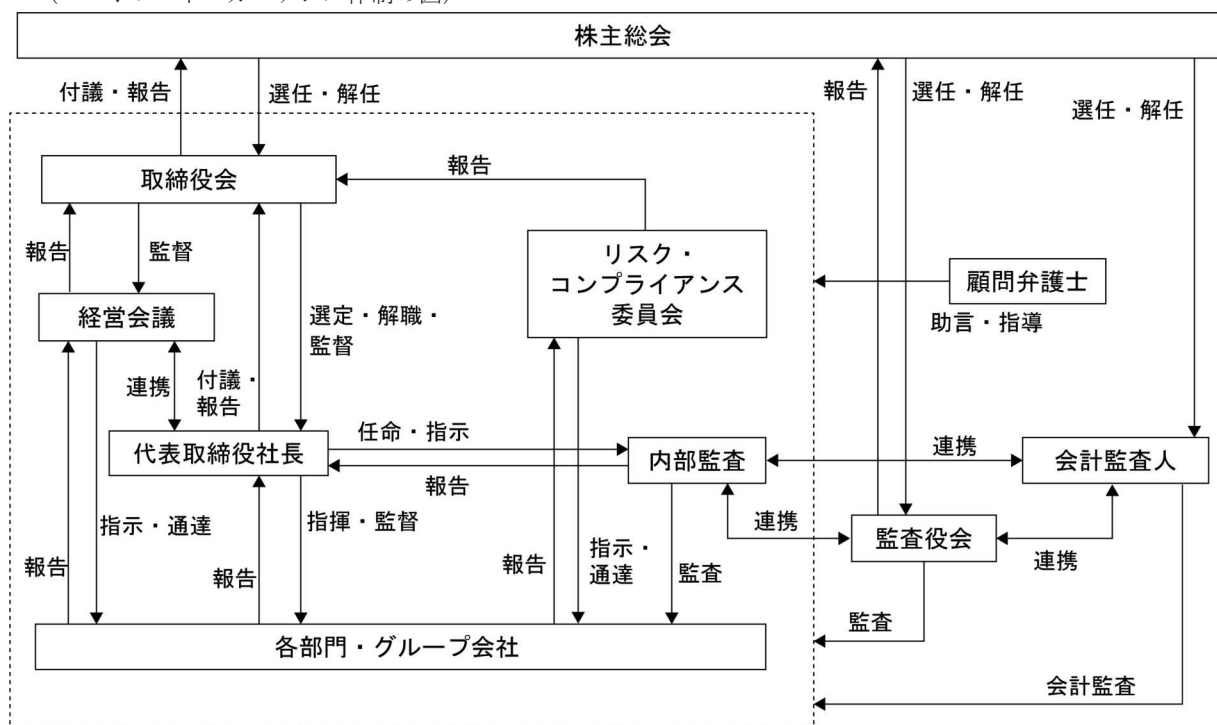 株主総会
付議・報告
選任・解任
報告
選任・解任
選任・解任
取締役会
報告
報告
監督
リスク・
コンプライアンス
委員会
顧問弁護士
助言・指導
経営会議
選定・解職・
監督
連携
付議・
報告
代表取締役社長
任命・指示
報告
内部監査
連携
会計監査人
指示・通達
指揮・監督
連携
監査役会
連携
報告
報告
報告
指示・
通達
監査
監査
各部門・グループ会社
会計監査